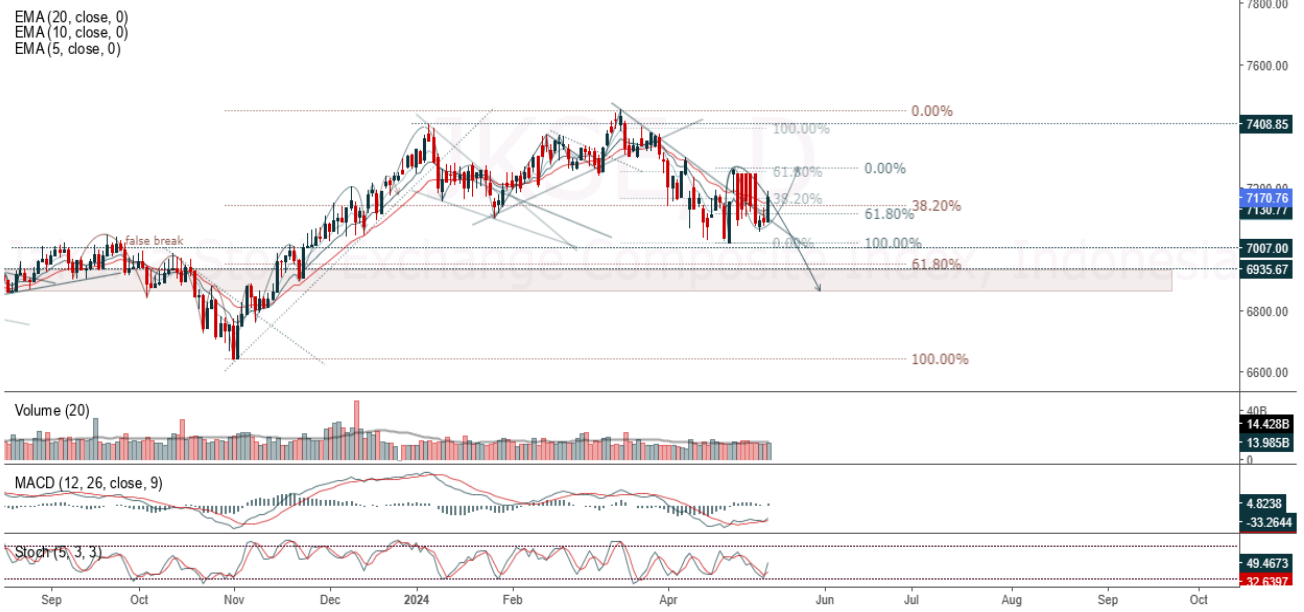 EMA (20, close, 0)
EMA (10, close, 0)
EMA (5, close, 0)
7800.00
7600.00
0.00%
7408.85
100.00%
61.80%
0.00%
7200.00
7170.76
38.20%
38.20%
7130.77
61.80%
false break
0.00%
100.00%
7007.00
61.80%
6935.67
6800.00
100.00%
6600.00
Volume (20)
40B
14.428B
13.985B
0
MACD (12, 26, close, 9)
4.8238
-33.2644
Stoch (5, 3, 3)
49.4673
32.6397
Sep Oct Nov Dec 2024 Feb Apr Jun Jul Aug Sep Oct